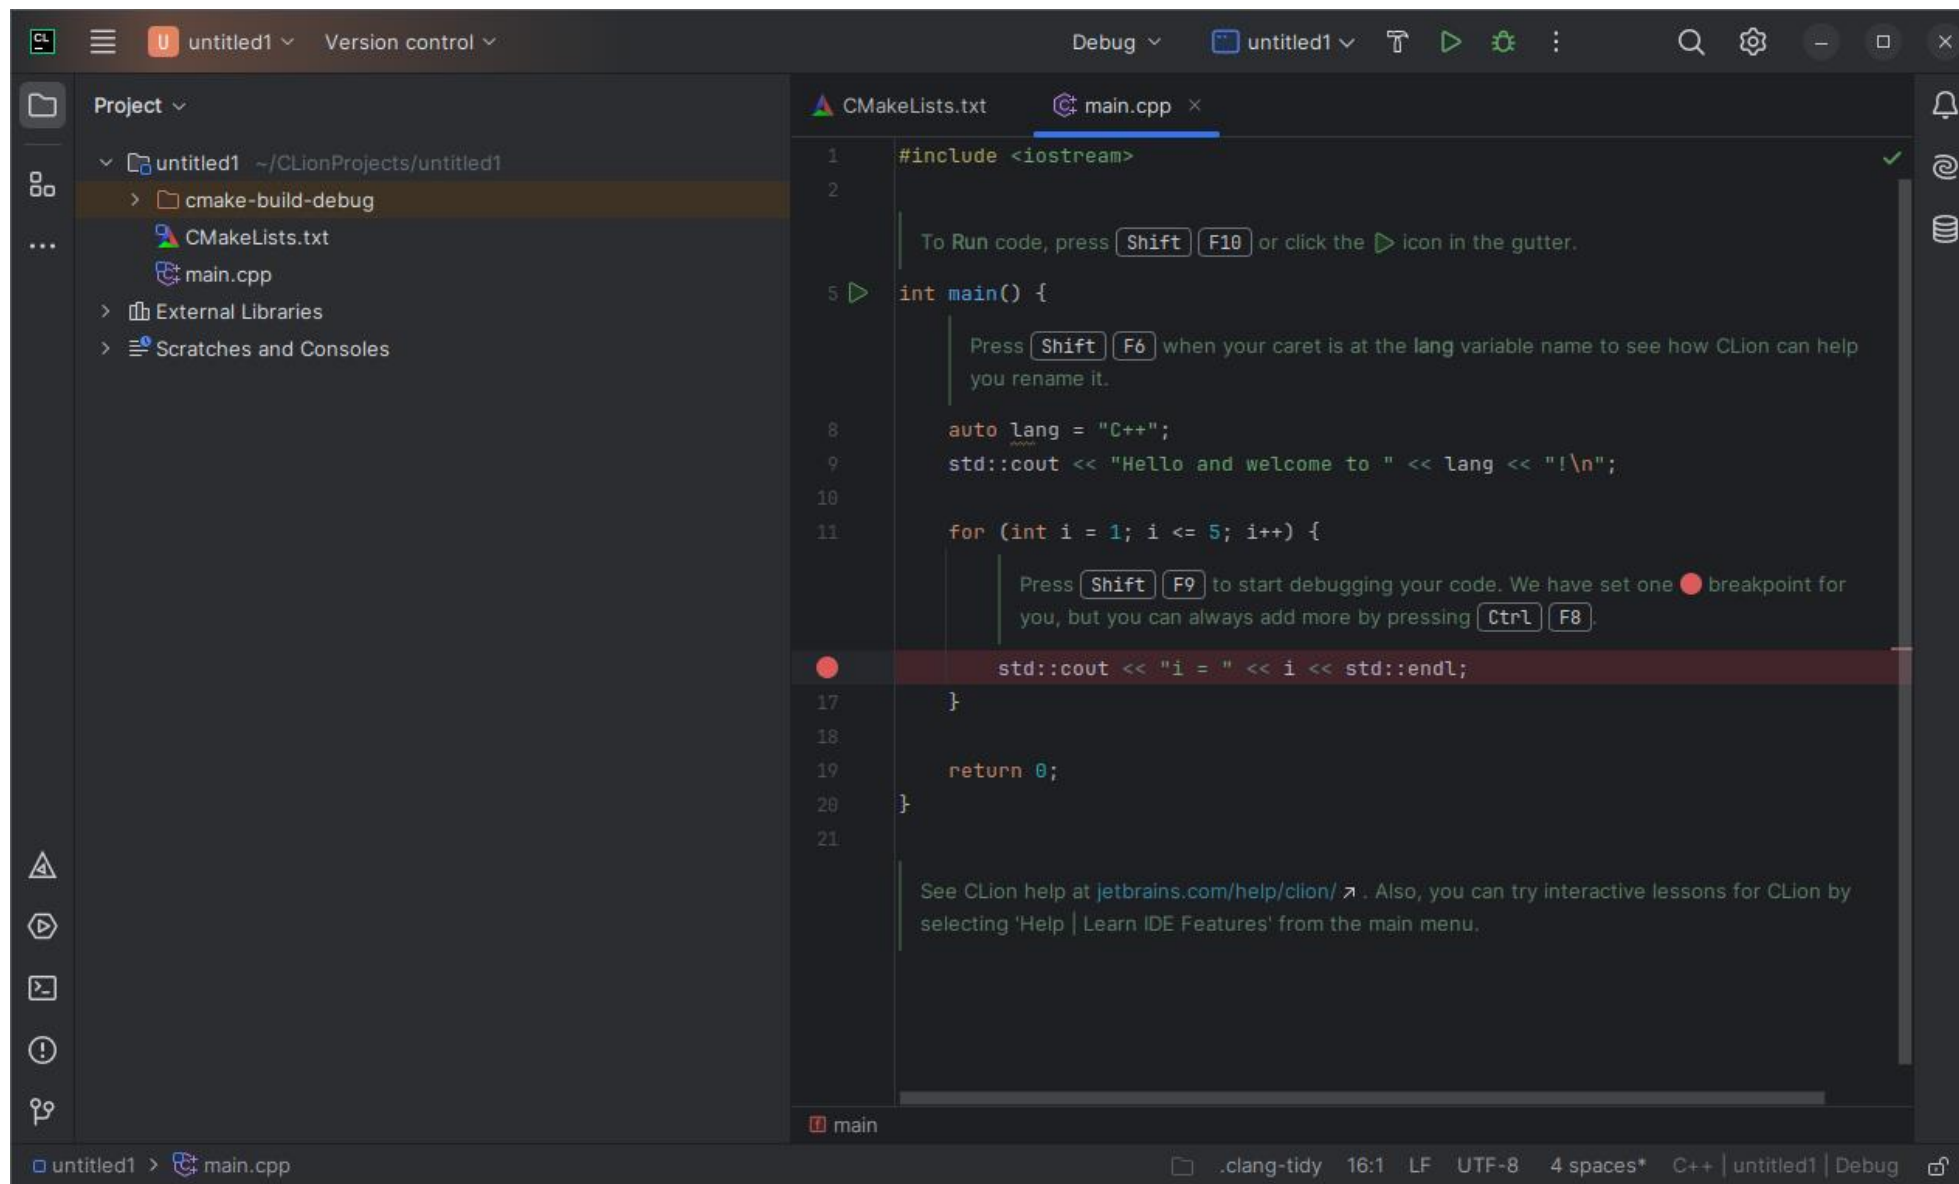 CL
U untitled1 Version control Debug untitled1
Project
untitled1 ~/CLionProjects/untitled1
cmake-build-debug
CMakeLists.txt
main.cpp
External Libraries
Scratches and Consoles
CMakeLists.txt main.cpp
1 #include <iostream>
2
To Run code, press Shift F10 or click the icon in the gutter.
5 int main() {
Press Shift F6 when your caret is at the lang variable name to see how CLion can help
you rename it.
8 auto lang = "C++";
9 std::cout << "Hello and welcome to " << lang << "!\n";
10
11 for (int i = 1; i <= 5; i++) {
Press Shift F9 to start debugging your code. We have set one breakpoint for
you, but you can always add more by pressing Ctrl F8.
std::cout << "i = " << i << std::endl;
17 }
18
19 return 0;
20 }
21
See CLion help at jetbrains.com/help/clion/ ↗ . Also, you can try interactive lessons for CLion by
selecting 'Help | Learn IDE Features' from the main menu.
f main
untitled1 > main.cpp .clang-tidy 16:1 LF UTF-8 4 spaces* C++ | untitled1 | Debug